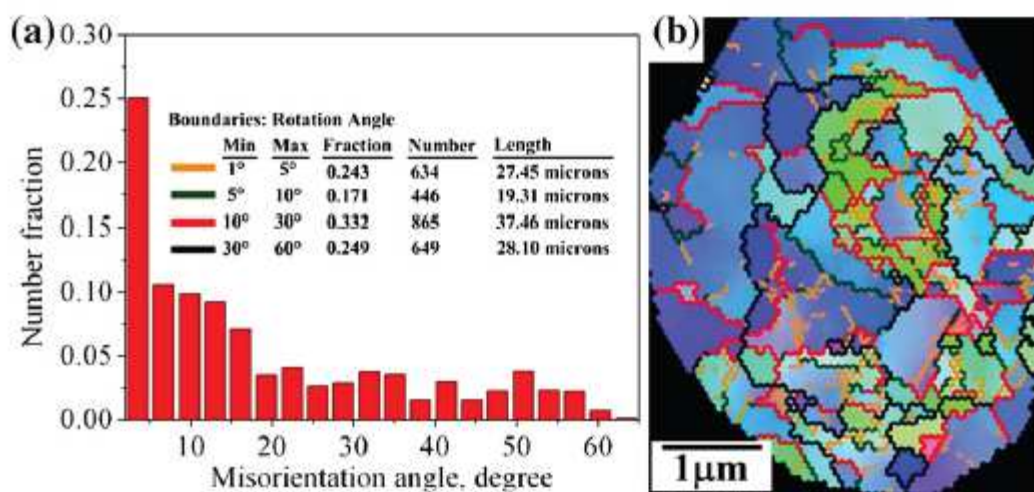 (a)
0.30
0.25
0.20
0.15
0.10
0.05
0.00
Number fraction
Boundaries: Rotation Angle
Min Max Fraction Number Length
1° 5° 0.243 634 27.45 microns
5° 10° 0.171 446 19.31 microns
10° 30° 0.332 865 37.46 microns
30° 60° 0.249 649 28.10 microns
10 20 30 40 50 60
Misorientation angle, degree
(b)
1μm